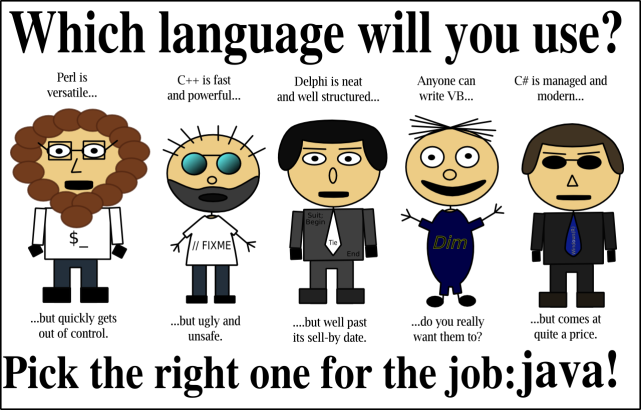 Which language will you use?
Perl is
versatile...
C++ is fast
and powerful...
Delphi is neat
and well structured...
Anyone can
write VB...
C# is managed and
modern...
$_
// FIXME
Suit:
Begin
Tie
End
Dim
...but quickly gets
out of control.
...but ugly and
unsafe.
....but well past
its sell-by date.
...do you really
want them to?
...but comes at
quite a price.
Pick the right one for the job:java!